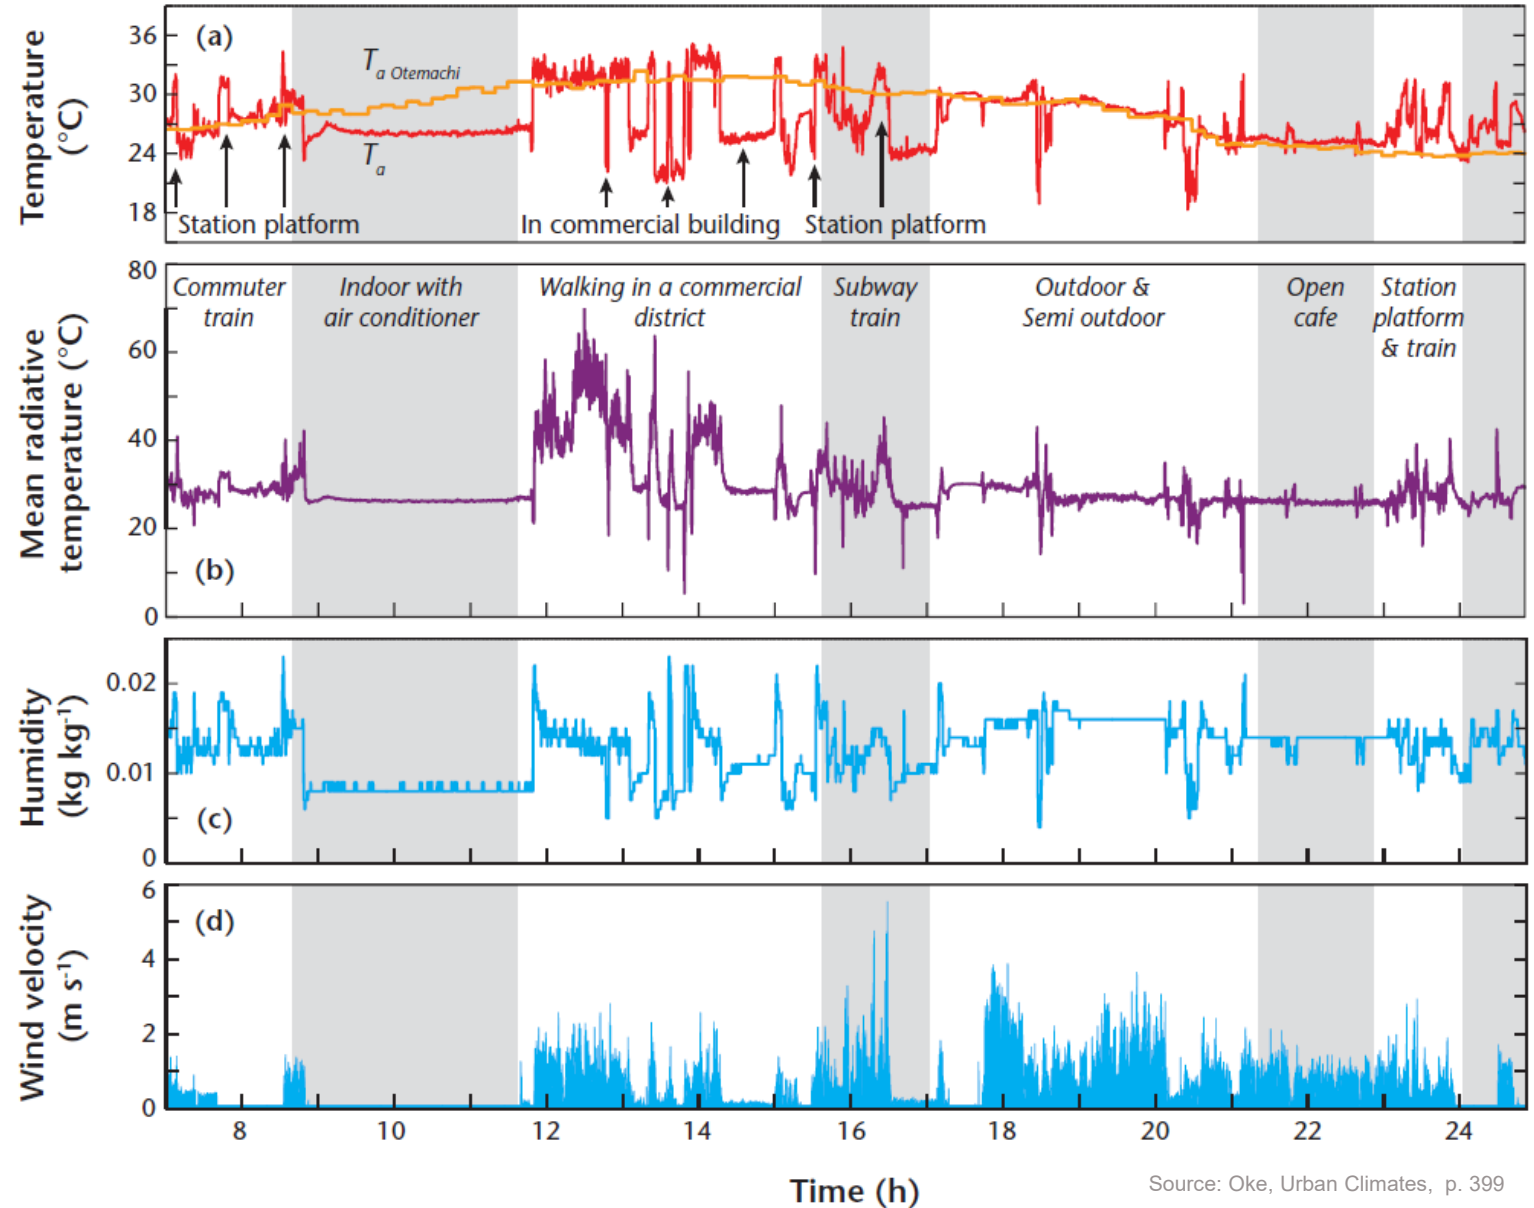 Temperature
(°C)
36
30
24
18
(a)
Ta Otemachi
Ta
Station platform
In commercial building
Station platform
Mean radiative
temperature (°C)
80
60
40
20
0
Commuter
train
Indoor with
air conditioner
Walking in a commercial
district
Subway
train
Outdoor &
Semi outdoor
Open
cafe
Station
platform
& train
(b)
Humidity
(kg kg⁻¹)
0.02
0.01
0
(c)
Wind velocity
(m s⁻¹)
6
4
2
0
(d)
8
10
12
14
16
18
20
22
24
Time (h)
Source: Oke, Urban Climates, p. 399